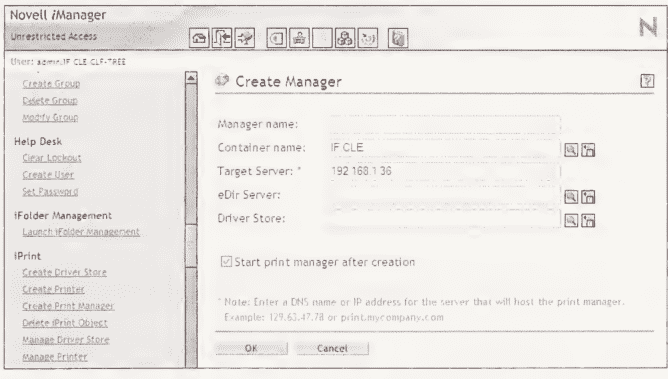 Novell iManager
Unrestricted Access
N
User: admin.IF CLE.CLE-TREE
Create Group
Delete Group
Modify Group
Help Desk
Clear Lockout
Create User
Set Password
iFolder Management
Launch iFolder Management
iPrint
Create Driver Store
Create Printer
Create Print Manager
Delete iPrint Object
Manage Driver Store
Manage Printer
Create Manager
?
Manager name:
Container name: IF CLE
Target Server: * 192.168.1.36
eDir Server:
Driver Store:
Start print manager after creation
* Note: Enter a DNS name or IP address for the server that will host the print manager.
Example: 129.63.47.78 or print.mycompany.com
OK Cancel